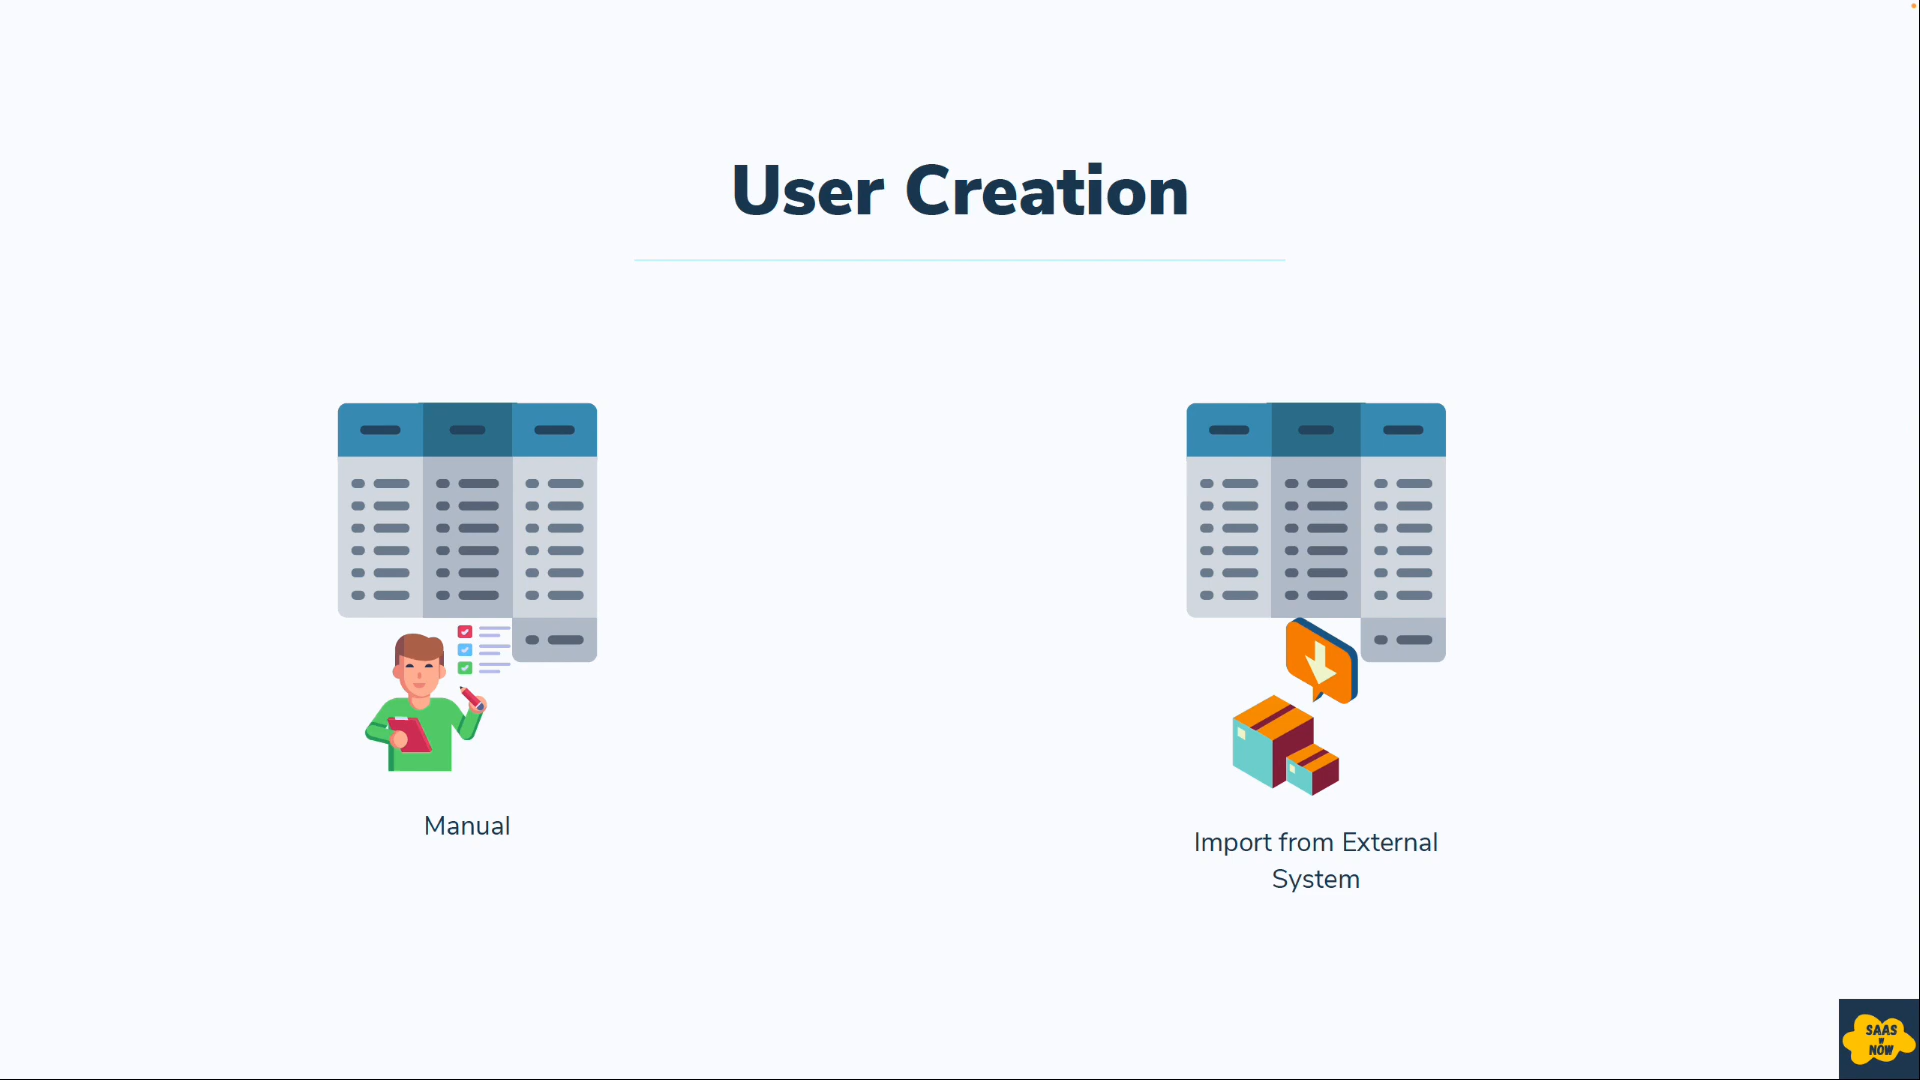 User Creation
Manual
Import from External
System
SAAS
W
NOW